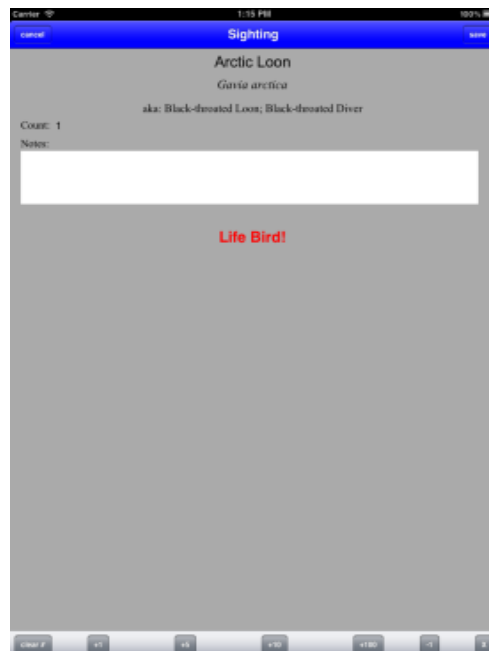 Carrier 1:15 PM 100%
cancel Sighting save
Arctic Loon
Gavia arctica
aka: Black-throated Loon; Black-throated Diver
Count: 1
Notes:
Life Bird!
clear # +1 +5 +10 +100 -1